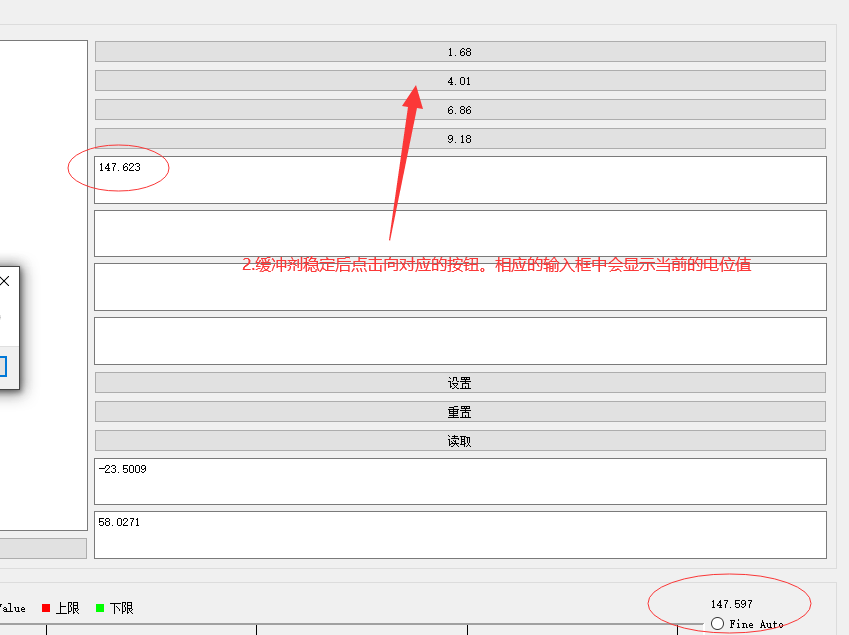 1.68
4.01
6.86
9.18
147.623
2.缓冲剂稳定后点击向对应的按钮。相应的输入框中会显示当前的电位值
设置
重置
读取
-23.5009
58.0271
147.597
上限 下限
Fine Auto